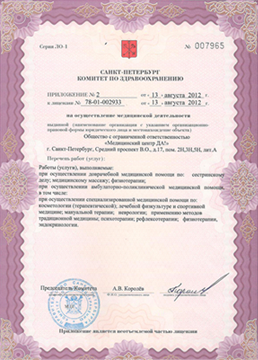 Серия ЛО-1
№ 007965
САНКТ-ПЕТЕРБУРГ
КОМИТЕТ ПО ЗДРАВООХРАНЕНИЮ
ПРИЛОЖЕНИЕ № 2 от « 13 » августа 2012 г.
к лицензии № 78-01-002933 от « 13 » августа 2012 г.
на осуществление медицинской деятельности
выданной (наименование организации с указанием организационно-
правовой формы юридического лица и местонахождения объектов)
Общество с ограниченной ответственностью
«Медицинский центр ДА!»
г. Санкт-Петербург, Средний проспект В.О., д.17, пом. 2Н,3Н,5Н, лит.А
Перечень работ (услуг)
Работы (услуги), выполняемые:
при осуществлении доврачебной медицинской помощи по: сестринскому
делу; медицинскому массажу; физиотерапии;
при осуществлении амбулаторно-поликлинической медицинской помощи,
в том числе:
при осуществлении специализированной медицинской помощи по:
косметологии (терапевтической); лечебной физкультуре и спортивной
медицине; мануальной терапии; неврологии; применению методов
традиционной медицины; психотерапии; рефлексотерапии; физиотерапии,
эндокринологии.
Председатель Комитета А.В. Королёв
Приложение является неотъемлемой частью лицензии